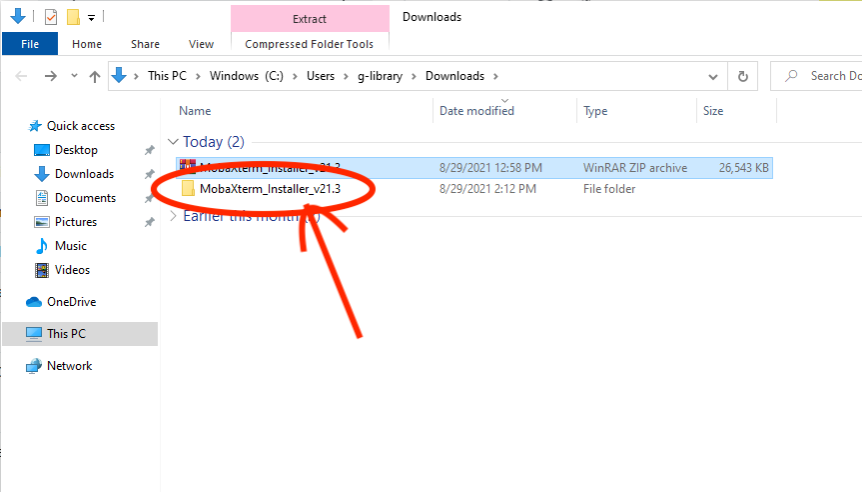 Extract
Downloads
File Home Share View Compressed Folder Tools
This PC Windows (C:) Users g-library Downloads
Search Do
Name Date modified Type Size
Quick access
Today (2)
Desktop
MobaXterm_Installer_v21.3 8/29/2021 12:58 PM WinRAR ZIP archive 26,543 KB
Downloads
MobaXterm_Installer_v21.3 8/29/2021 2:12 PM File folder
Documents
Earlier this month
Pictures
Music
Videos
OneDrive
This PC
Network